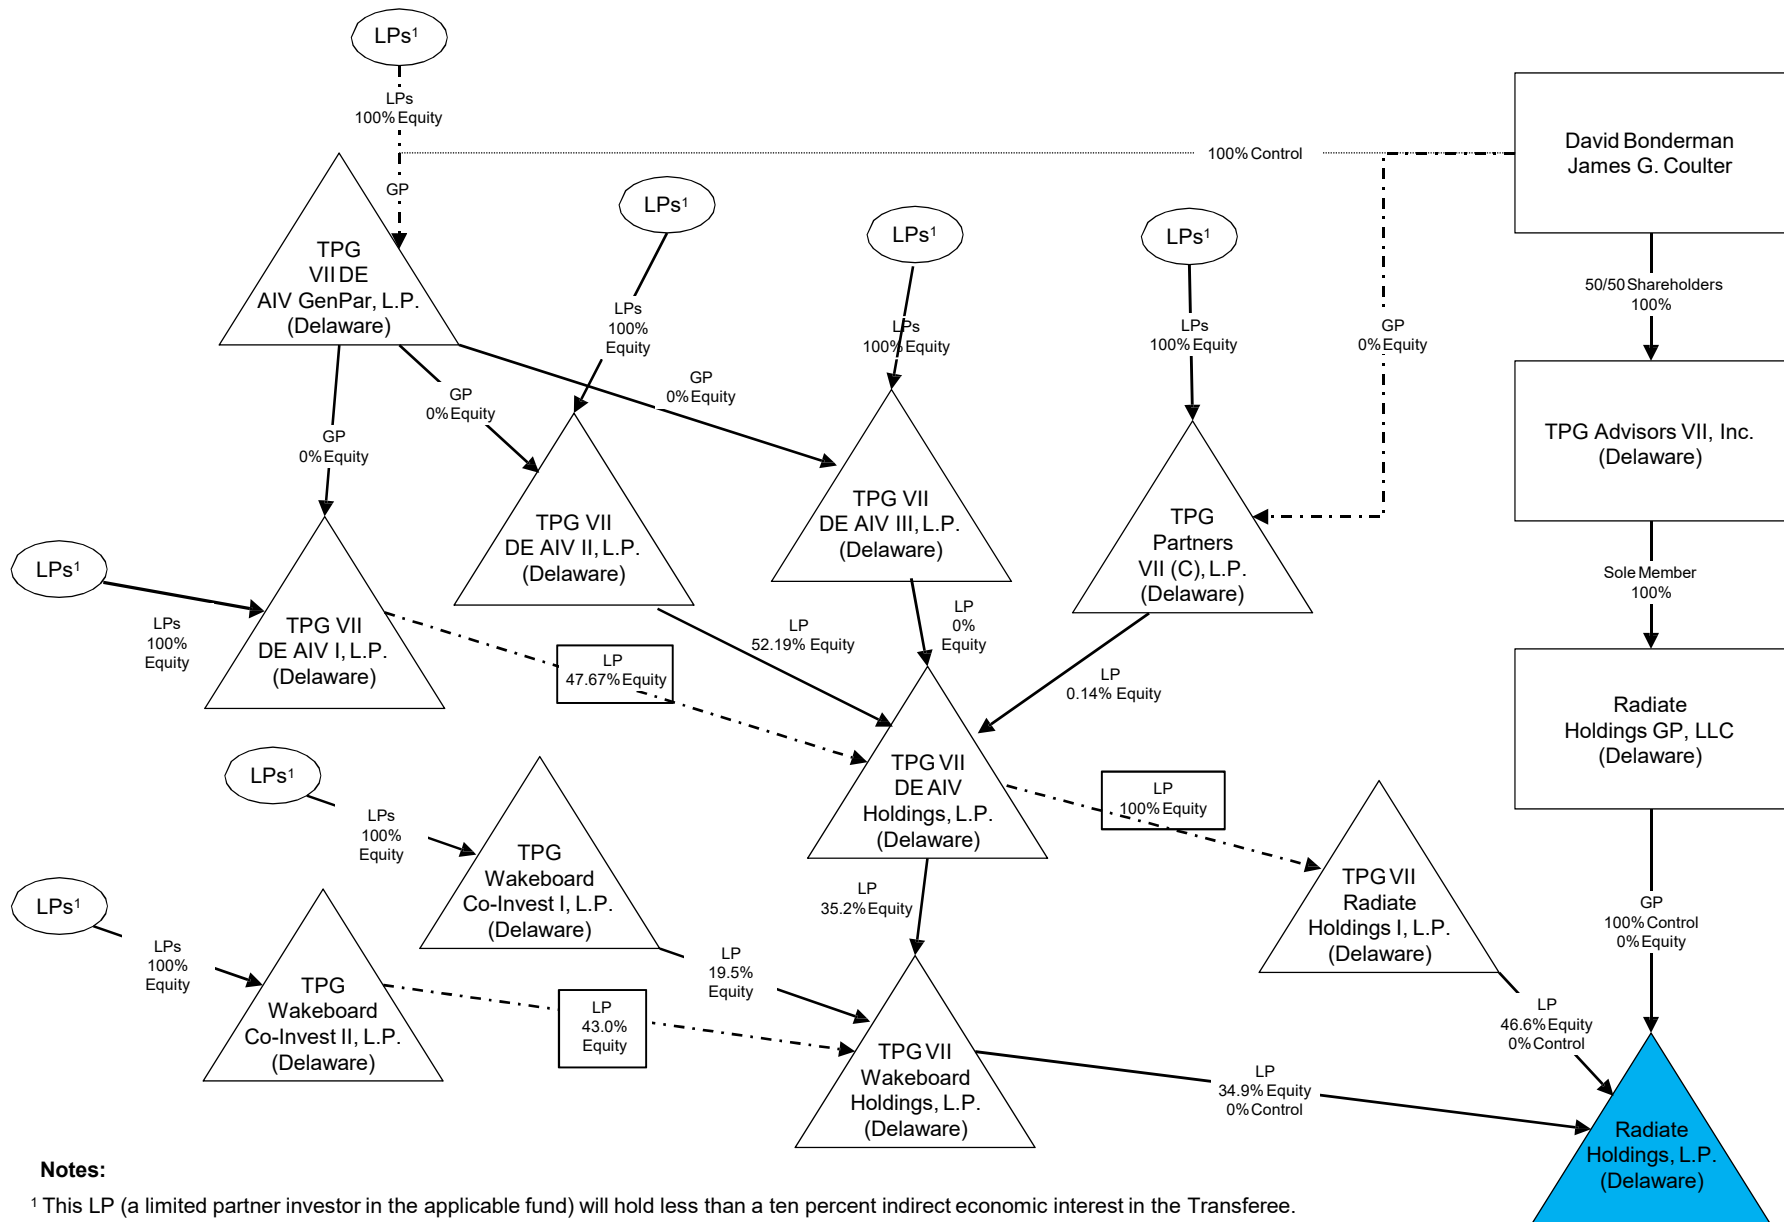 LPs¹
LPs
100% Equity
100% Control
GP
David Bonderman
James G. Coulter
LPs¹
LPs¹
LPs¹
TPG
VII DE
AIV GenPar, L.P.
(Delaware)
50/50 Shareholders
100%
LPs
100%
Equity
LPs
100% Equity
LPs
100% Equity
GP
0% Equity
GP
0% Equity
GP
0% Equity
GP
0% Equity
TPG Advisors VII, Inc.
(Delaware)
TPG VII
DE AIV II, L.P.
(Delaware)
TPG VII
DE AIV III, L.P.
(Delaware)
TPG
Partners
VII (C), L.P.
(Delaware)
LPs¹
LPs
100%
Equity
TPG VII
DE AIV I, L.P.
(Delaware)
Sole Member
100%
LP
47.67% Equity
LP
52.19% Equity
LP
0%
Equity
LP
0.14% Equity
Radiate
Holdings GP, LLC
(Delaware)
LPs¹
LPs
100%
Equity
TPG
Wakeboard
Co-Invest I, L.P.
(Delaware)
TPG VII
DE AIV
Holdings, L.P.
(Delaware)
LP
100% Equity
TPG VII
Radiate
Holdings I, L.P.
(Delaware)
LPs¹
LPs
100%
Equity
TPG
Wakeboard
Co-Invest II, L.P.
(Delaware)
LP
35.2% Equity
LP
19.5%
Equity
LP
43.0%
Equity
GP
100% Control
0% Equity
LP
46.6% Equity
0% Control
TPG VII
Wakeboard
Holdings, L.P.
(Delaware)
LP
34.9% Equity
0% Control
Radiate
Holdings, L.P.
(Delaware)
Notes:
¹ This LP (a limited partner investor in the applicable fund) will hold less than a ten percent indirect economic interest in the Transferee.